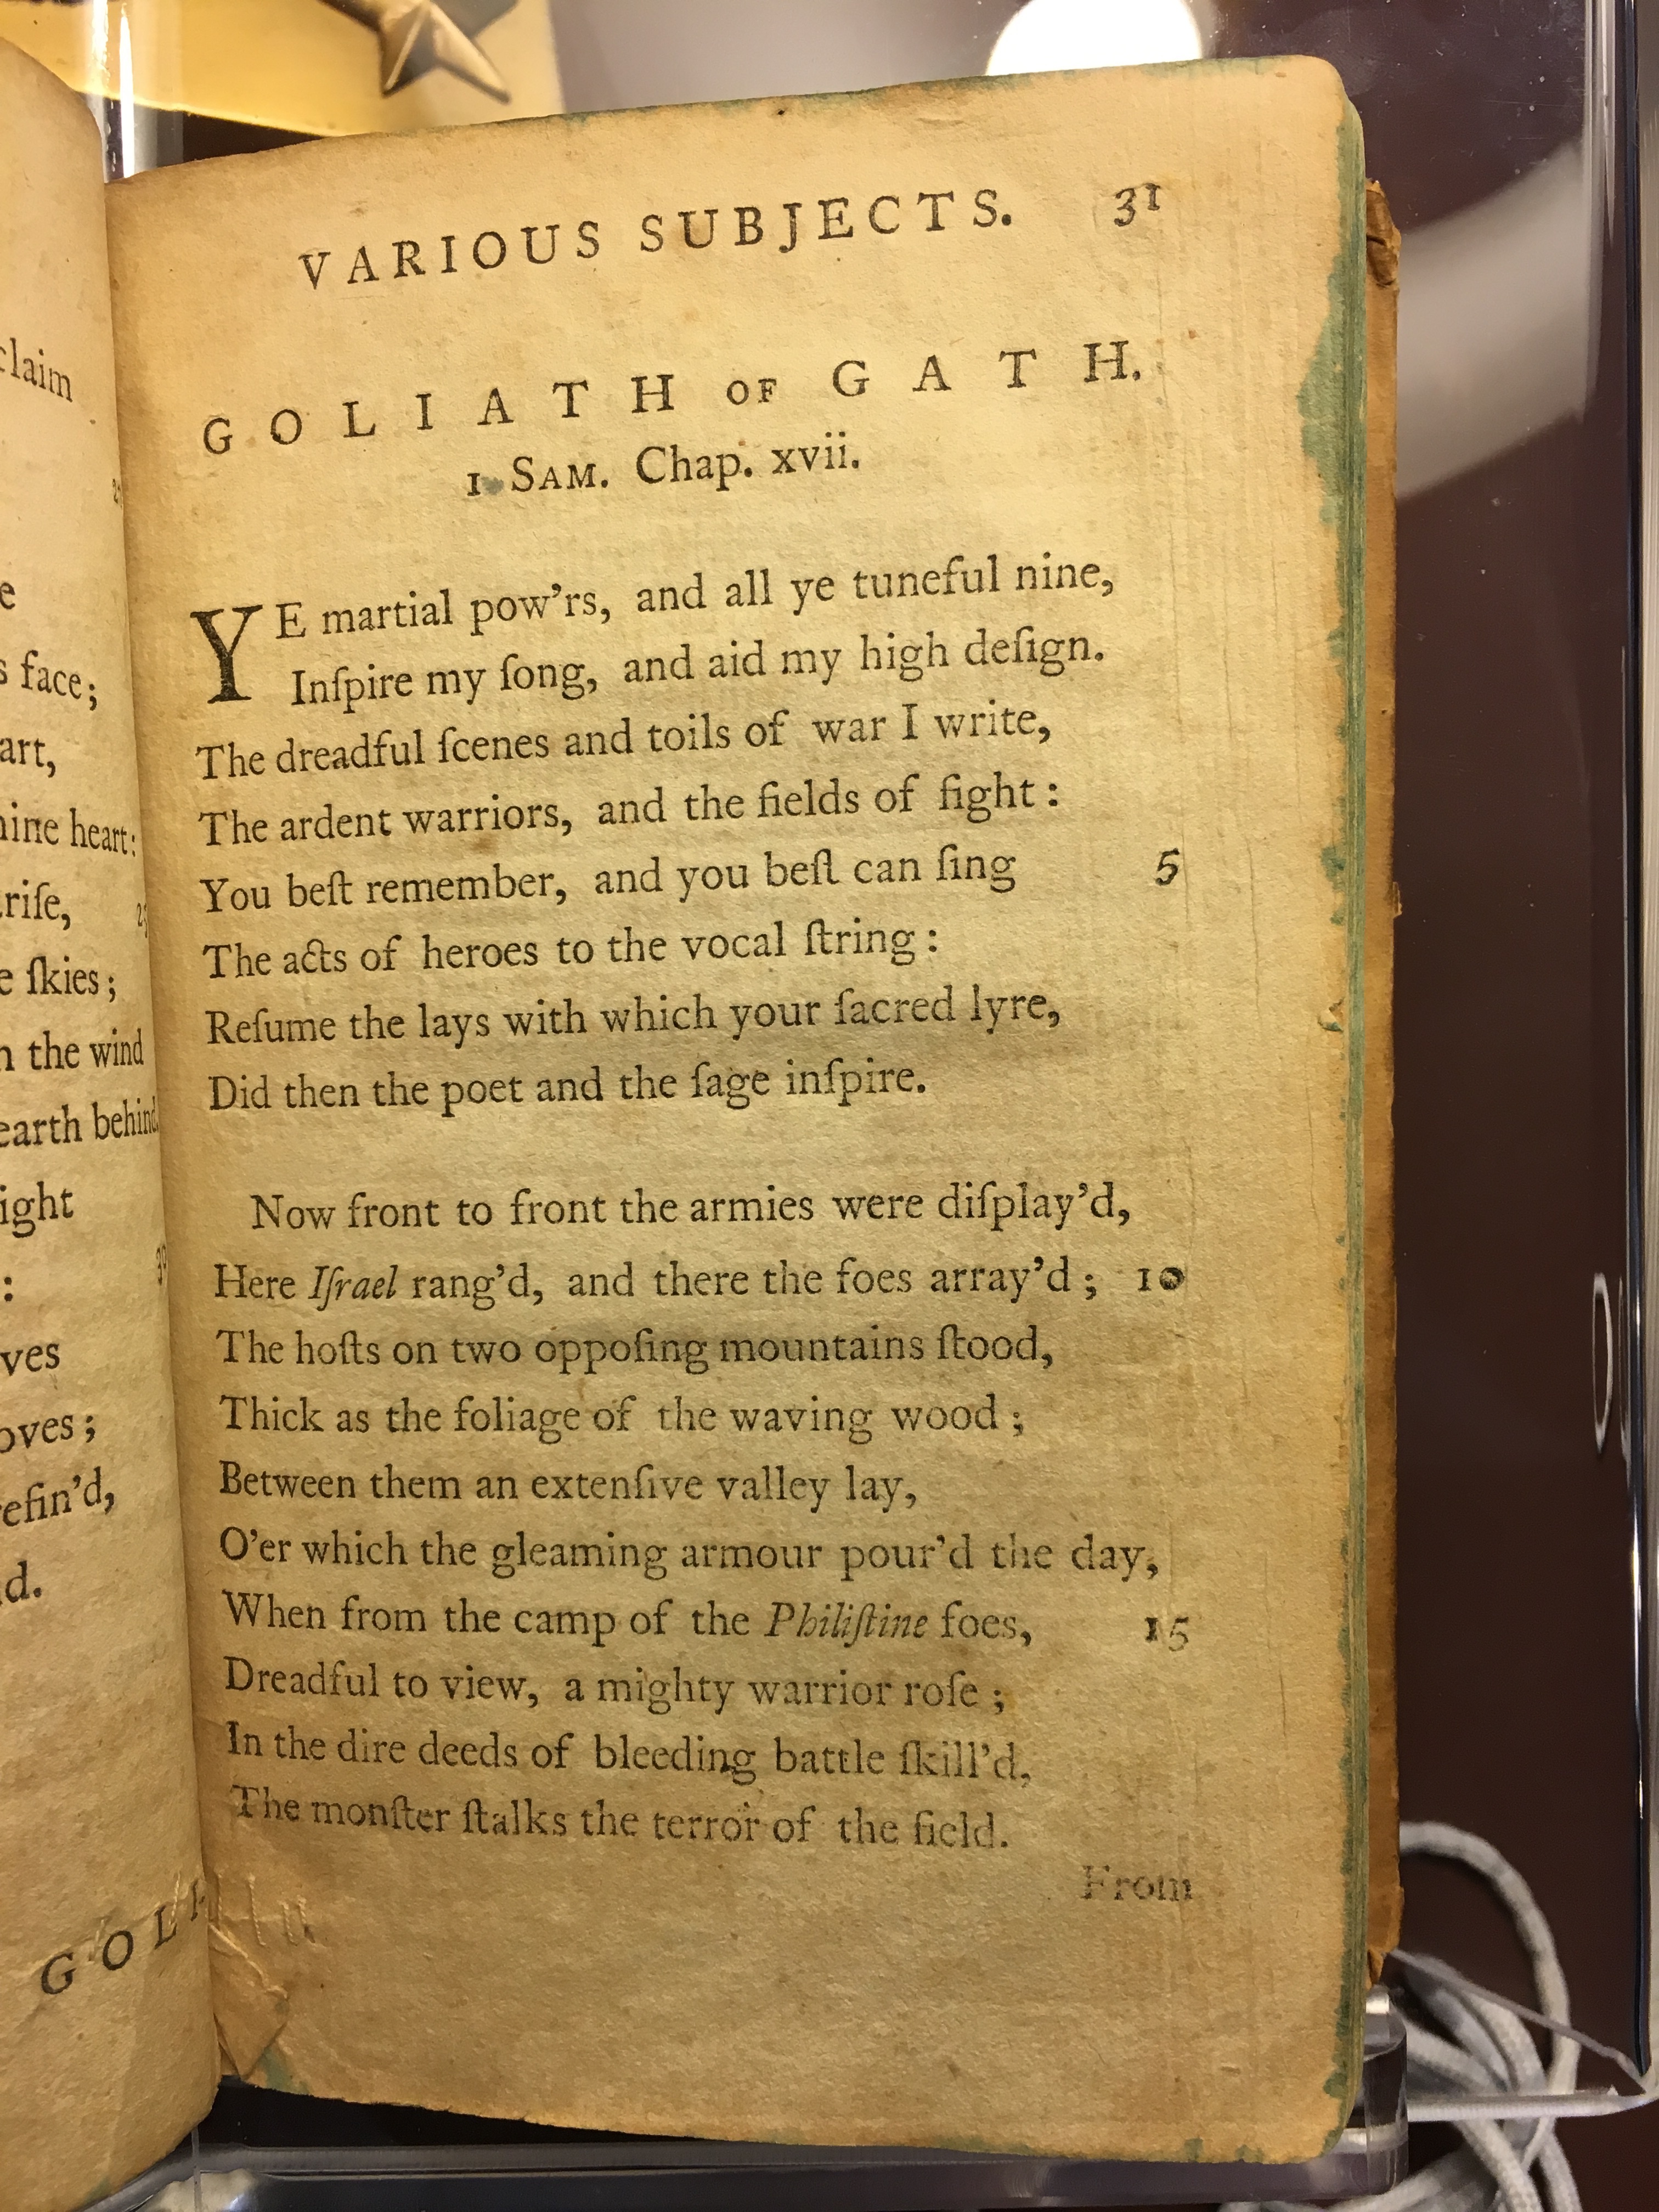 claim
e
s face;
art,
nine heart:
riſe,
e ſkies;
n the wind
earth behind
ight
:
ves
oves;
refin'd,
d.
GOLI
VARIOUS SUBJECTS. 31
GOLIATH OF GATH.
1 SAM. Chap. xvii.
YE martial pow'rs, and all ye tuneful nine,
Inſpire my ſong, and aid my high deſign.
The dreadful ſcenes and toils of war I write,
The ardent warriors, and the fields of fight:
You beſt remember, and you beſt can ſing 5
The acts of heroes to the vocal ſtring:
Reſume the lays with which your ſacred lyre,
Did then the poet and the ſage inſpire.
Now front to front the armies were diſplay'd,
Here Iſrael rang'd, and there the foes array'd; 10
The hoſts on two oppoſing mountains ſtood,
Thick as the foliage of the waving wood;
Between them an extenſive valley lay,
O'er which the gleaming armour pour'd the day,
When from the camp of the Philiſtine foes, 15
Dreadful to view, a mighty warrior roſe;
In the dire deeds of bleeding battle ſkill'd,
The monſter ſtalks the terror of the field.
From